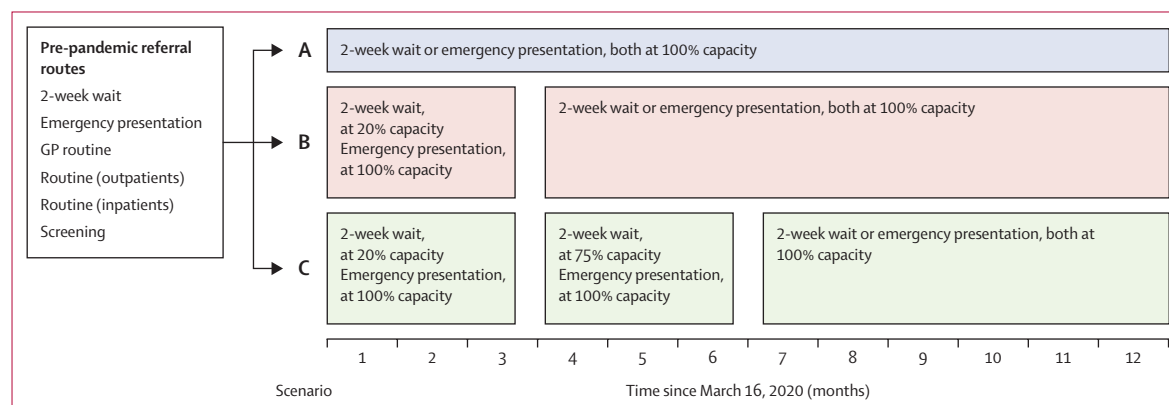 Pre-pandemic referral
routes
2-week wait
Emergency presentation
GP routine
Routine (outpatients)
Routine (inpatients)
Screening
A
2-week wait or emergency presentation, both at 100% capacity
B
2-week wait,
at 20% capacity
Emergency presentation,
at 100% capacity
2-week wait or emergency presentation, both at 100% capacity
C
2-week wait,
at 20% capacity
Emergency presentation,
at 100% capacity
2-week wait,
at 75% capacity
Emergency presentation,
at 100% capacity
2-week wait or emergency presentation, both at
100% capacity
1 2 3 4 5 6 7 8 9 10 11 12
Scenario
Time since March 16, 2020 (months)